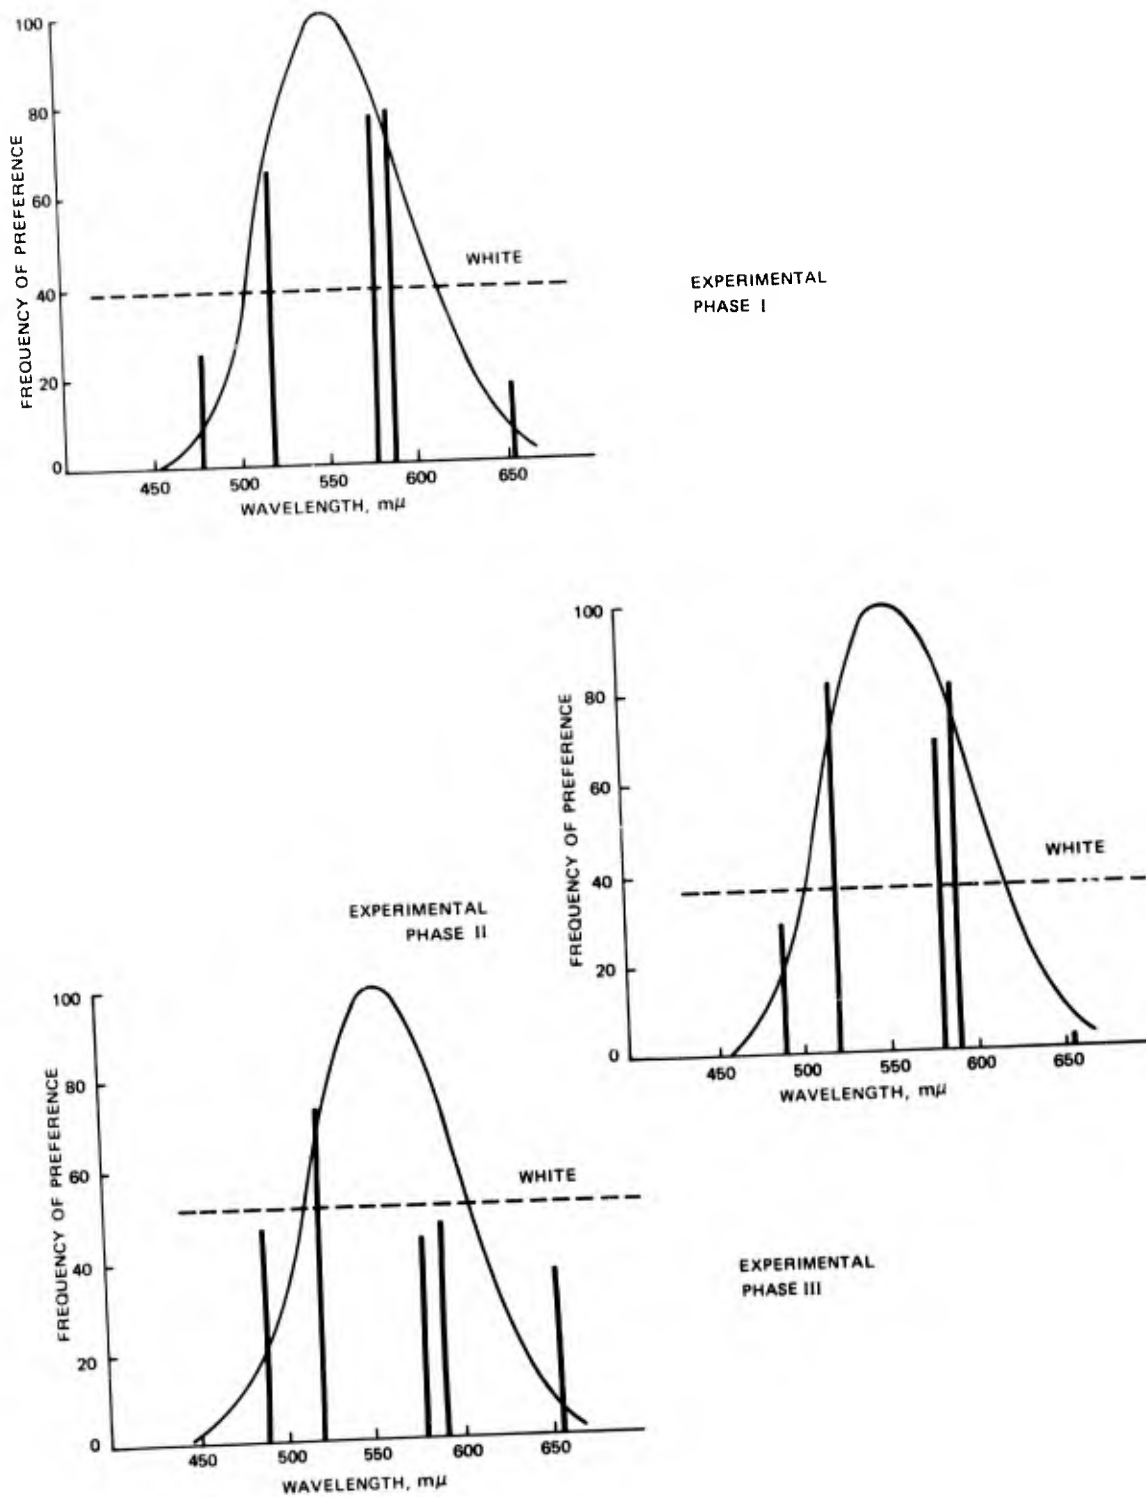 100
80
60
40
20
0
FREQUENCY OF PREFERENCE
WHITE
450 500 550 600 650
WAVELENGTH, mμ
EXPERIMENTAL
PHASE I
100
80
60
40
20
0
FREQUENCY OF PREFERENCE
WHITE
450 500 550 600 650
WAVELENGTH, mμ
EXPERIMENTAL
PHASE II
100
80
60
40
20
0
FREQUENCY OF PREFERENCE
WHITE
450 500 550 600 650
WAVELENGTH, mμ
EXPERIMENTAL
PHASE III